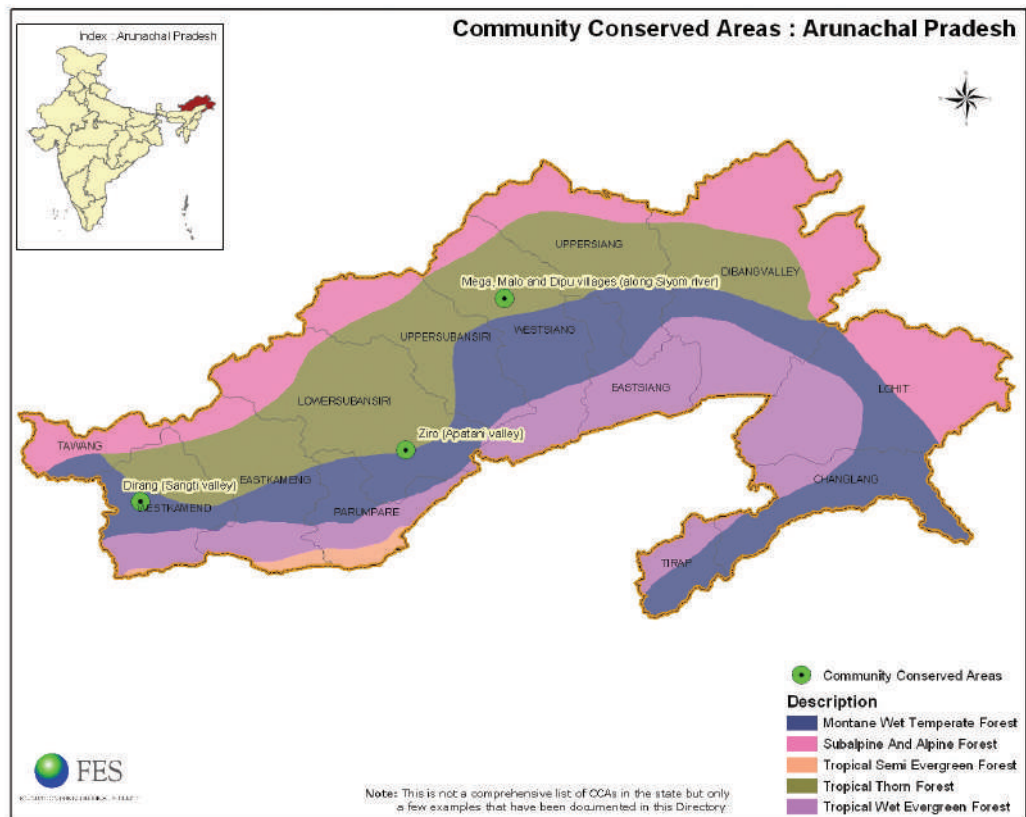 Index : Arunachal Pradesh
Community Conserved Areas : Arunachal Pradesh
UPPERSIANG
DIBANGVALLEY
Mega, Malo and Dipu villages (along Siyom river)
UPPERSUBANSIRI
WESTSIANG
EASTSIANG
LOHIT
LOWERSUBANSIRI
TAWANG
Ziro (Apatani valley)
EASTKAMENG
Dirang (Sangti valley)
WESTKAMENG
PARUMPARE
CHANGLANG
TIRAP
Community Conserved Areas
Description
Montane Wet Temperate Forest
Subalpine And Alpine Forest
Tropical Semi Evergreen Forest
Tropical Thorn Forest
Tropical Wet Evergreen Forest
FES
Note: This is not a comprehensive list of CCAs in the state but only
a few examples that have been documented in this Directory